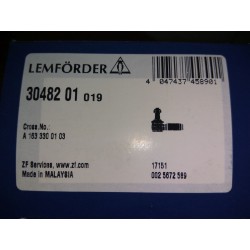 LEMFÖRDER
4 047437 458901
30482 01 019
Cross.No.:
A 163 330 01 03
ZF Services, www.zf.com
Made in MALAYSIA
17151
002 5672 569